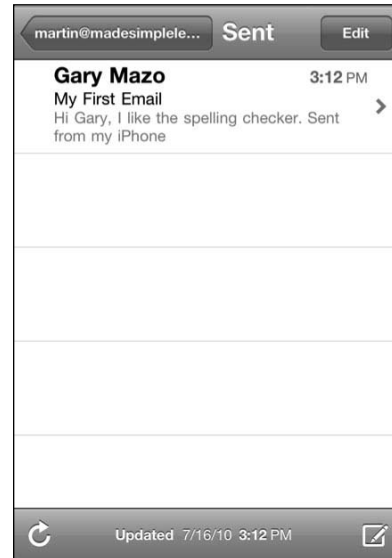 martin@madesimplele...
Sent
Edit
Gary Mazo
3:12 PM
My First Email
Hi Gary, I like the spelling checker. Sent
from my iPhone
Updated 7/16/10 3:12 PM